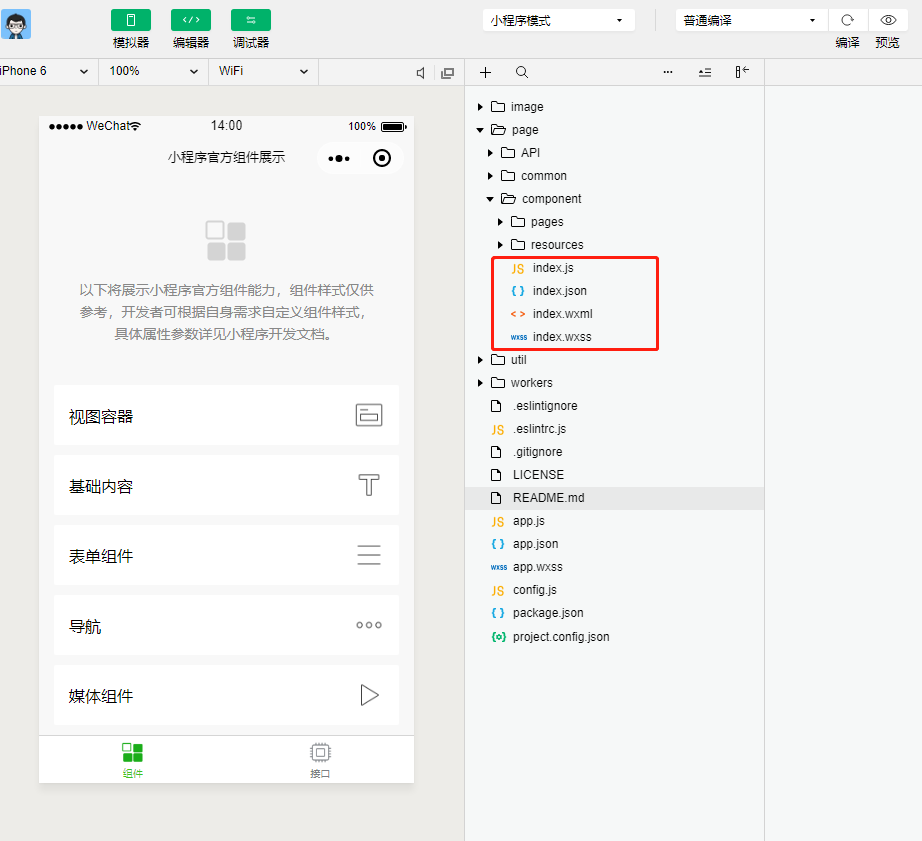 模拟器
编辑器
调试器
小程序模式
普通编译
编译
预览
iPhone 6
100%
WiFi
WeChat
14:00
100%
小程序官方组件展示
以下将展示小程序官方组件能力，组件样式仅供
参考，开发者可根据自身需求自定义组件样式，
具体属性参数详见小程序开发文档。
视图容器
基础内容
表单组件
导航
媒体组件
组件
接口
image
page
API
common
component
pages
resources
JS index.js
{ } index.json
< > index.wxml
wxss index.wxss
util
workers
.eslintignore
JS .eslintrc.js
.gitignore
LICENSE
README.md
JS app.js
{ } app.json
wxss app.wxss
JS config.js
{ } package.json
{o} project.config.json